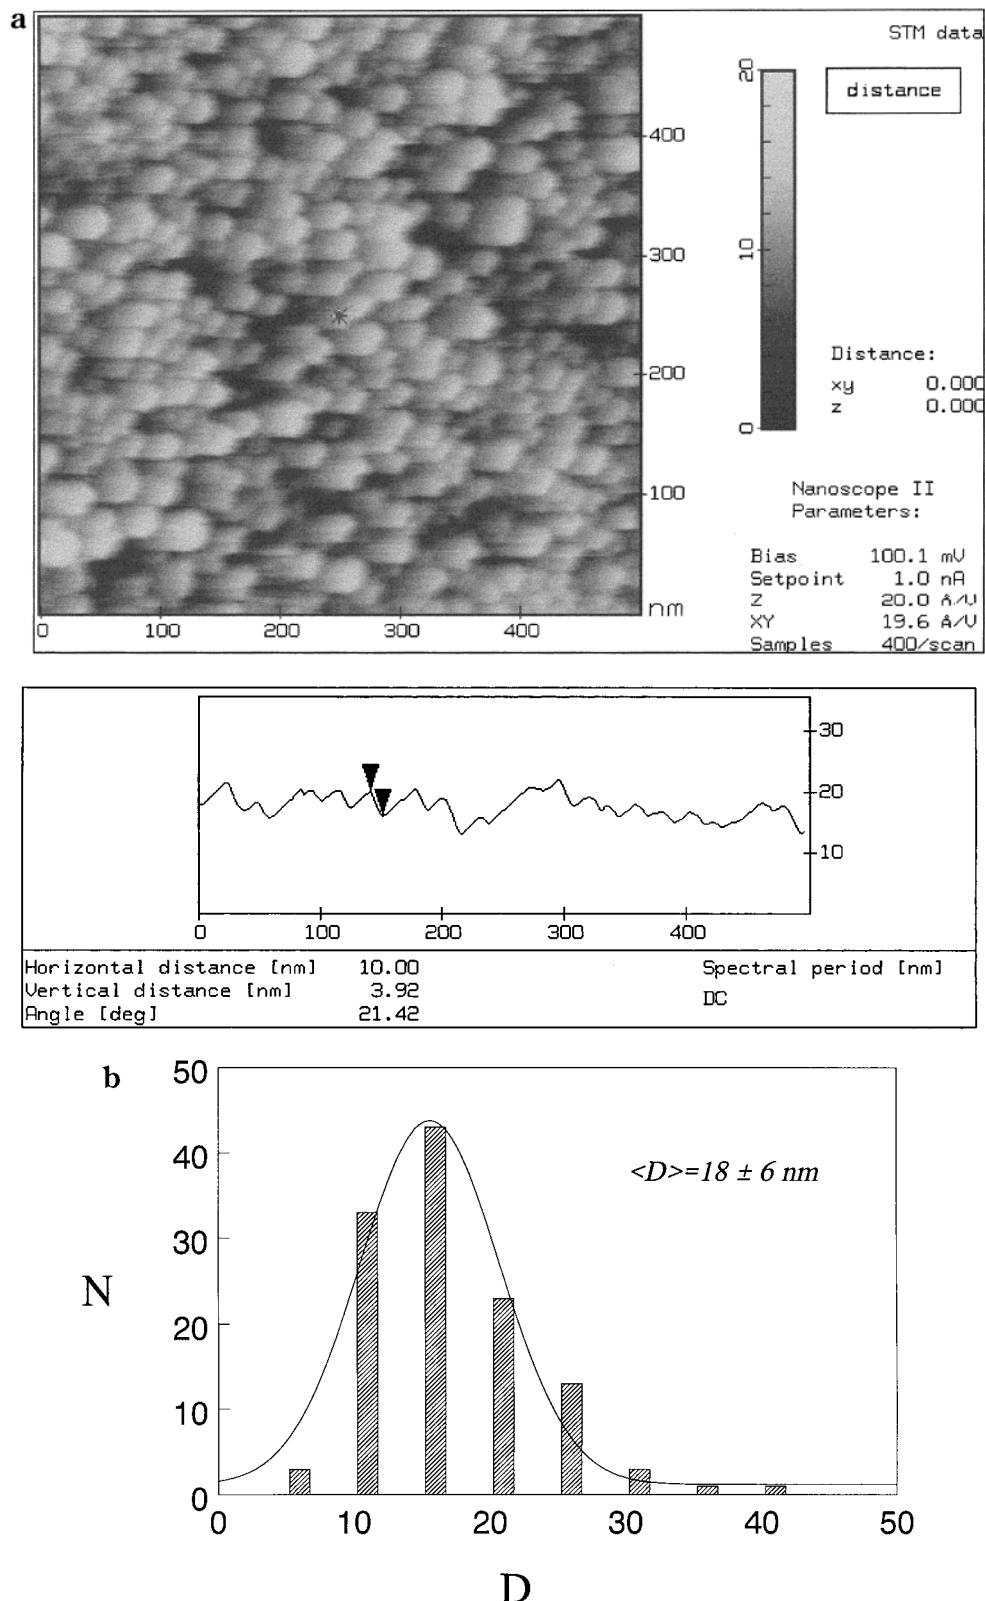 a
STM data
20
distance
10
0
Distance:
xy 0.000
z 0.000
Nanoscope II
Parameters:
Bias 100.1 mV
Setpoint 1.0 nA
Z 20.0 A/V
XY 19.6 A/V
Samples 400/scan
400
300
200
100
nm
0 100 200 300 400
30
20
10
0 100 200 300 400
Horizontal distance [nm] 10.00
Vertical distance [nm] 3.92
Angle [deg] 21.42
Spectral period [nm]
DC
b
50
40
30
20
10
0
N
<D>=18 ± 6 nm
0 10 20 30 40 50
D